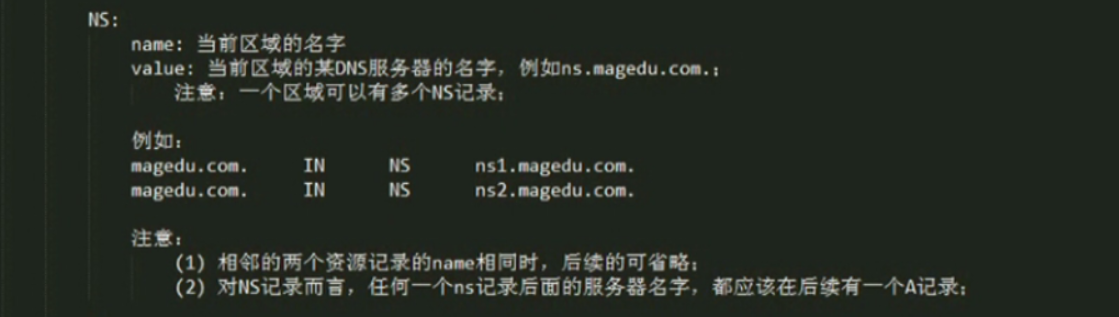 NS:
name: 当前区域的名字
value: 当前区域的某DNS服务器的名字，例如ns.magedu.com.;
注意：一个区域可以有多个NS记录;
例如：
magedu.com. IN NS ns1.magedu.com.
magedu.com. IN NS ns2.magedu.com.
注意：
(1) 相邻的两个资源记录的name相同时，后续的可省略;
(2) 对NS记录而言，任何一个ns记录后面的服务器名字，都应该在后续有一个A记录;